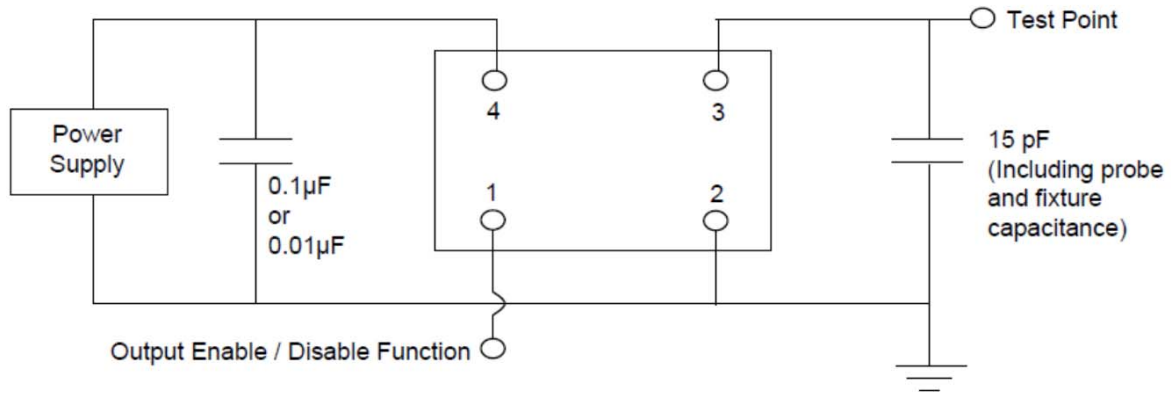 Test Point
4
3
Power
Supply
0.1µF
or
0.01µF
1
2
15 pF
(Including probe
and fixture
capacitance)
Output Enable / Disable Function